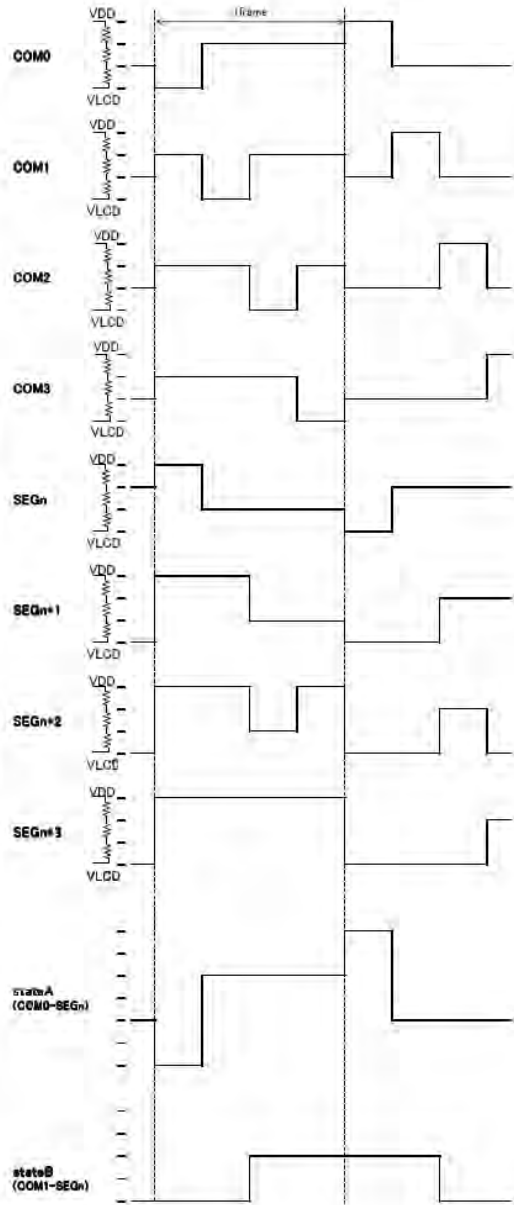 1frame
VDD
COM0
VLCD
VDD
COM1
VLCD
VDD
COM2
VLCD
VDD
COM3
VLCD
VDD
SEGn
VLCD
VDD
SEGn+1
VLCD
VDD
SEGn+2
VLCD
VDD
SEGn+3
VLCD
stateA
(COM0-SEGn)
stateB
(COM1-SEGn)